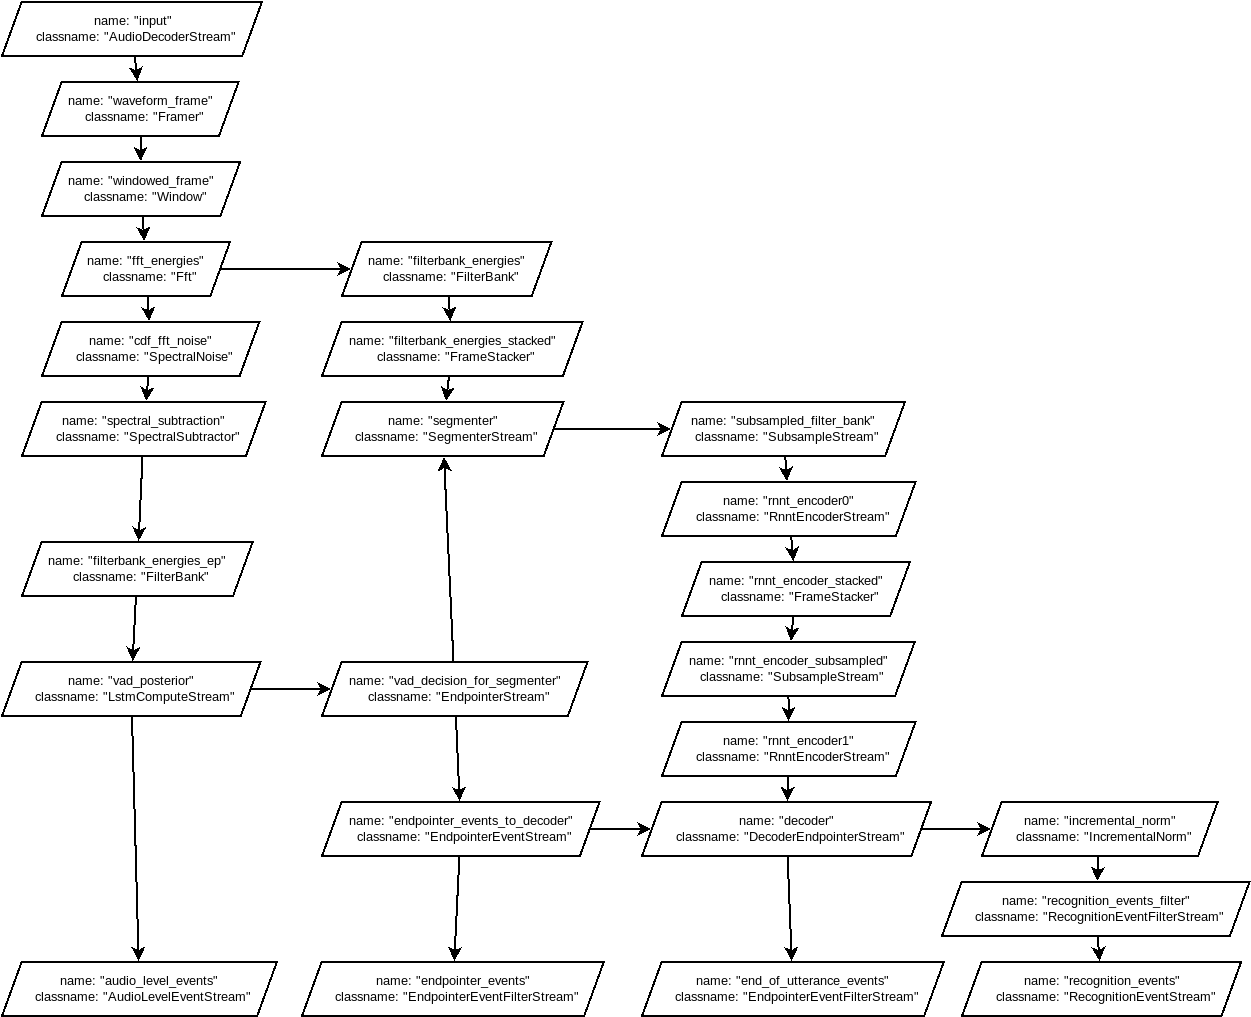 name: "input"
classname: "AudioDecoderStream"
name: "waveform_frame"
classname: "Framer"
name: "windowed_frame"
classname: "Window"
name: "fft_energies"
classname: "Fft"
name: "filterbank_energies"
classname: "FilterBank"
name: "cdf_fft_noise"
classname: "SpectralNoise"
name: "filterbank_energies_stacked"
classname: "FrameStacker"
name: "spectral_subtraction"
classname: "SpectralSubtractor"
name: "segmenter"
classname: "SegmenterStream"
name: "subsampled_filter_bank"
classname: "SubsampleStream"
name: "rnnt_encoder0"
classname: "RnntEncoderStream"
name: "filterbank_energies_ep"
classname: "FilterBank"
name: "rnnt_encoder_stacked"
classname: "FrameStacker"
name: "vad_posterior"
classname: "LstmComputeStream"
name: "vad_decision_for_segmenter"
classname: "EndpointerStream"
name: "rnnt_encoder_subsampled"
classname: "SubsampleStream"
name: "rnnt_encoder1"
classname: "RnntEncoderStream"
name: "endpointer_events_to_decoder"
classname: "EndpointerEventStream"
name: "decoder"
classname: "DecoderEndpointerStream"
name: "incremental_norm"
classname: "IncrementalNorm"
name: "recognition_events_filter"
classname: "RecognitionEventFilterStream"
name: "audio_level_events"
classname: "AudioLevelEventStream"
name: "endpointer_events"
classname: "EndpointerEventFilterStream"
name: "end_of_utterance_events"
classname: "EndpointerEventFilterStream"
name: "recognition_events"
classname: "RecognitionEventStream"